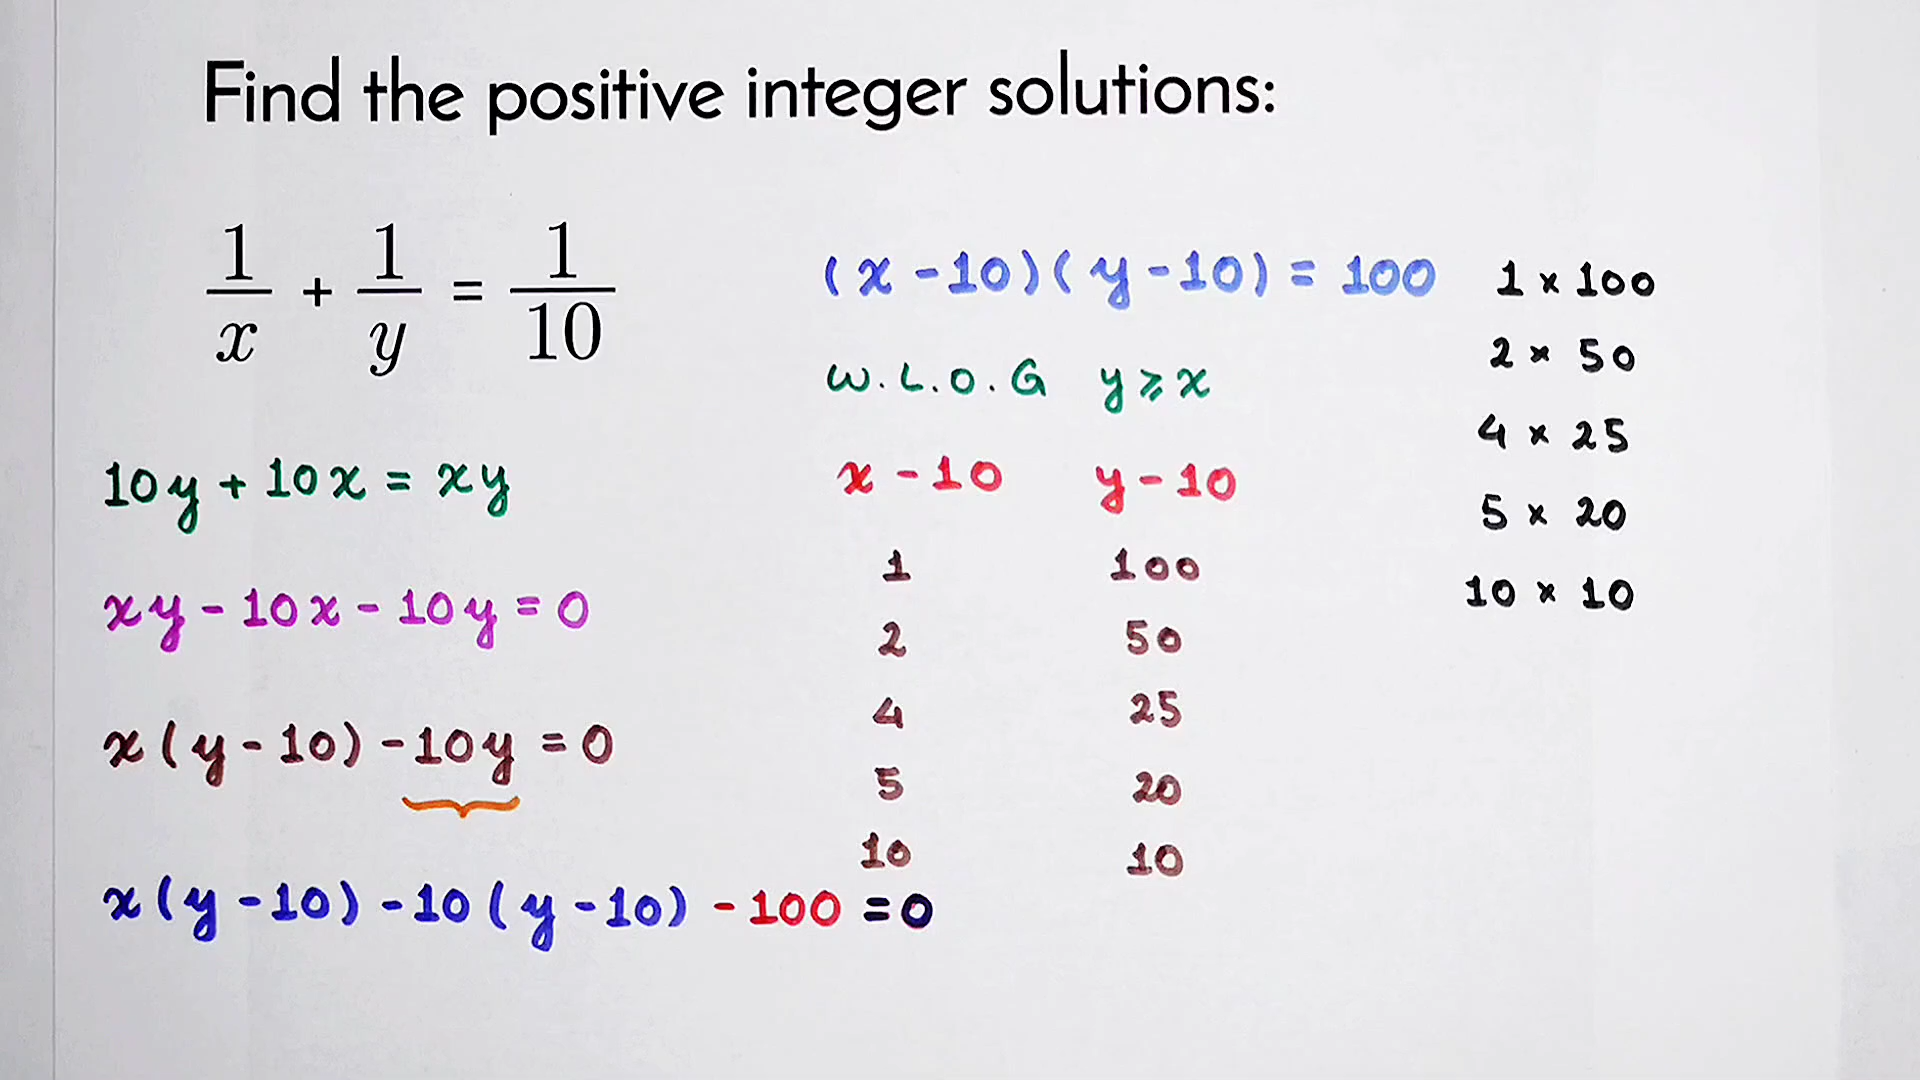 Find the positive integer solutions:
1/x + 1/y = 1/10
10y + 10x = xy
xy - 10x - 10y = 0
x(y - 10) - 10y = 0
x(y - 10) - 10(y - 10) - 100 = 0
(x - 10)(y - 10) = 100
W.L.O.G y ⩾ x
x - 10 y - 10
1 100
2 50
4 25
5 20
10 10
1 × 100
2 × 50
4 × 25
5 × 20
10 × 10